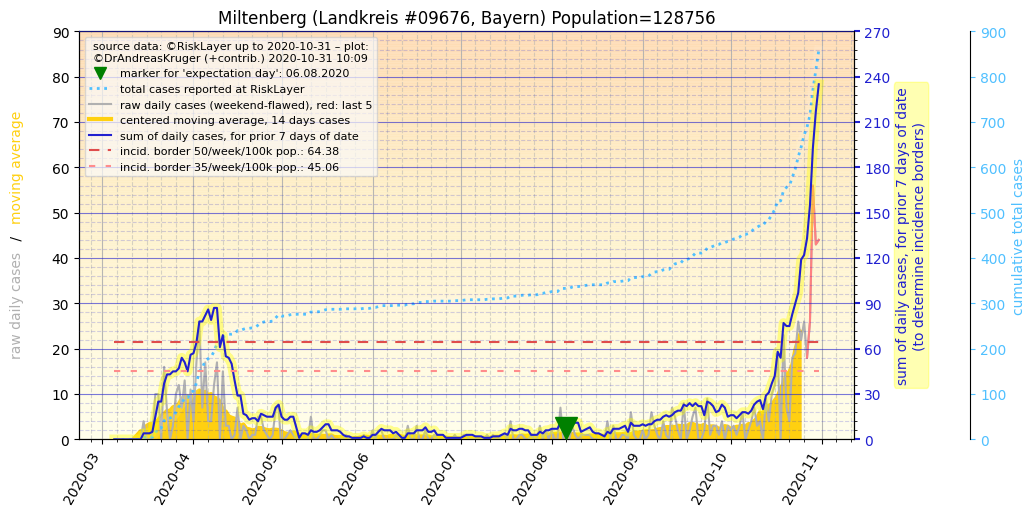 Miltenberg (Landkreis #09676, Bayern) Population=128756
source data: ©RiskLayer up to 2020-10-31 – plot:
©DrAndreasKruger (+contrib.) 2020-10-31 10:09
marker for 'expectation day': 06.08.2020
total cases reported at RiskLayer
raw daily cases (weekend-flawed), red: last 5
centered moving average, 14 days cases
sum of daily cases, for prior 7 days of date
incid. border 50/week/100k pop.: 64.38
incid. border 35/week/100k pop.: 45.06
raw daily cases / moving average
90
80
70
60
50
40
30
20
10
0
2020-03
2020-04
2020-05
2020-06
2020-07
2020-08
2020-09
2020-10
2020-11
270
240
210
180
150
120
90
60
30
0
sum of daily cases, for prior 7 days of date
(to determine incidence borders)
900
800
700
600
500
400
300
200
100
0
cumulative total cases